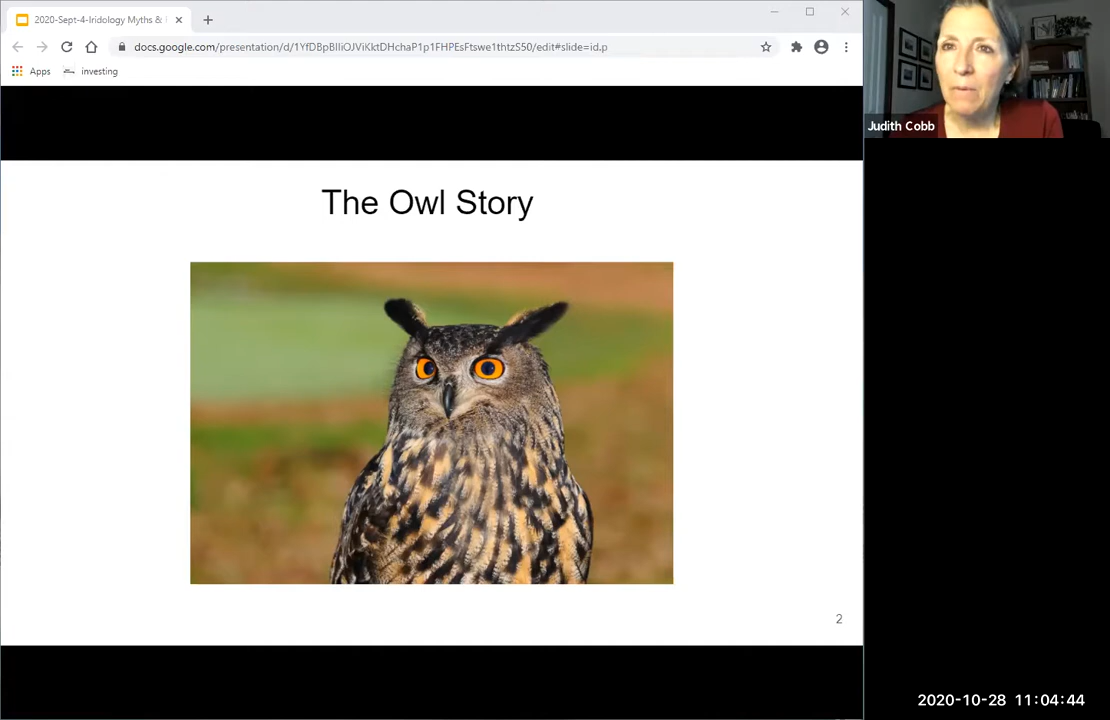 2020-Sept-4-Iridology Myths &
docs.google.com/presentation/d/1YfDBpBIIiOJViKktDHchaP1p1FHPEsFtswe1thtzS50/edit#slide=id.p
Apps
investing
Judith Cobb
The Owl Story
2
2020-10-28 11:04:44